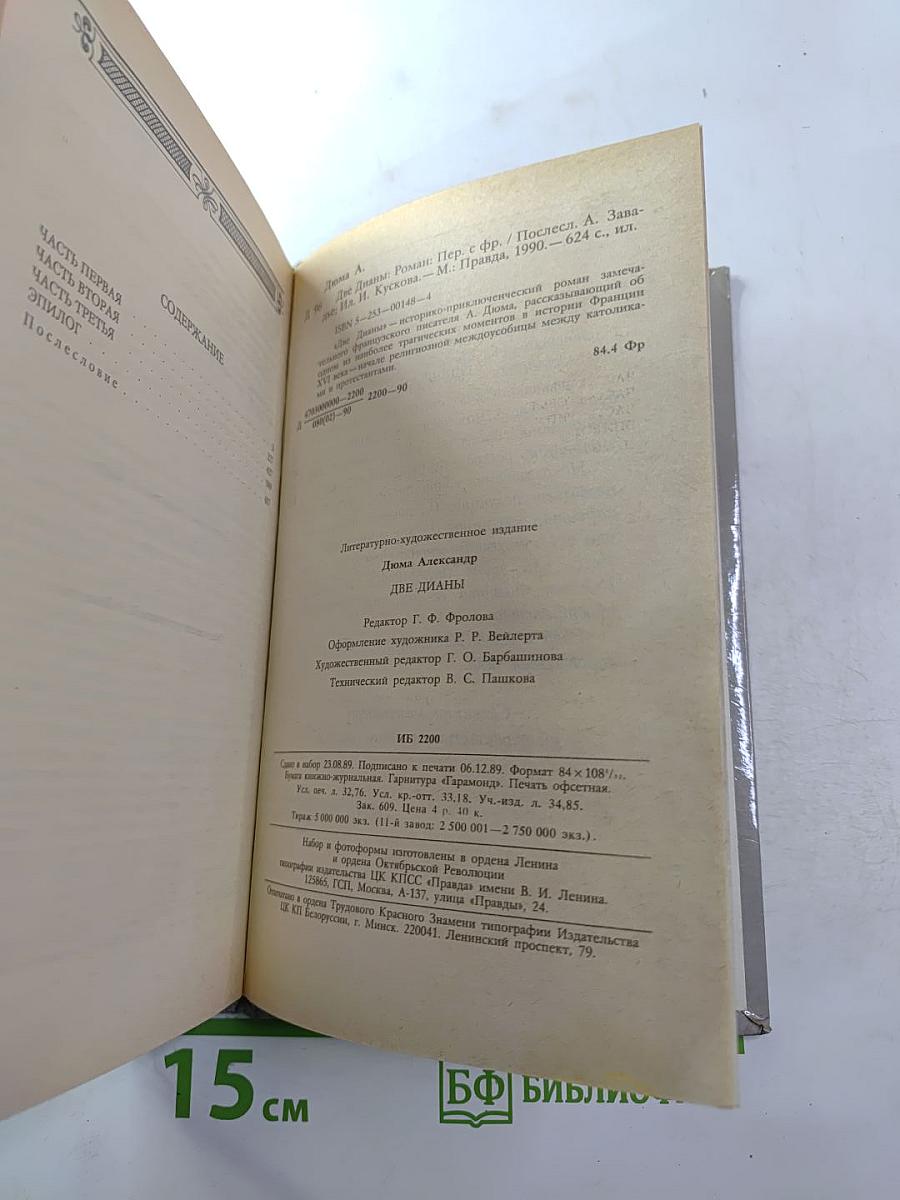 СОДЕРЖАНИЕ
ЧАСТЬ ПЕРВАЯ
ЧАСТЬ ВТОРАЯ
ЧАСТЬ ТРЕТЬЯ
ЭПИЛОГ
Послесловие
Дюма А.
Д 96 Две Дианы: Роман: Пер. с фр. / Послесл. А. Зава-
дье; Ил. И. Кускова.— М.: Правда, 1990.— 624 с., ил.
ISBN 5—253—00148—4
«Две Дианы» — историко-приключенческий роман замеча-
тельного французского писателя А. Дюма, рассказывающий об
одном из наиболее трагических моментов в истории Франции
XVI века — начале религиозной междоусобицы между католика-
ми и протестантами.
Д 4703000000—2200
080(02)—90 2200—90
84.4 Фр
Литературно-художественное издание
Дюма Александр
ДВЕ ДИАНЫ
Редактор Г. Ф. Фролова
Оформление художника Р. Р. Вейлерта
Художественный редактор Г. О. Барбашинова
Технический редактор В. С. Пашкова
ИБ 2200
Сдано в набор 23.08.89. Подписано к печати 06.12.89. Формат 84 × 108¹/₃₂.
Бумага книжно-журнальная. Гарнитура «Гарамонд». Печать офсетная.
Усл. печ. л. 32,76. Усл. кр.-отт. 33,18. Уч.-изд. л. 34,85.
Зак. 609. Цена 4 р. 40 к.
Тираж 5 000 000 экз. (11-й завод: 2 500 001—2 750 000 экз.).
Набор и фотоформы изготовлены в ордена Ленина
и ордена Октябрьской Революции
типографии издательства ЦК КПСС «Правда» имени В. И. Ленина.
125865, ГСП, Москва, А-137, улица «Правды», 24.
Отпечатано в ордена Трудового Красного Знамени типографии Издательства
ЦК КП Белоруссии, г. Минск. 220041. Ленинский проспект, 79.
15 см
БФ